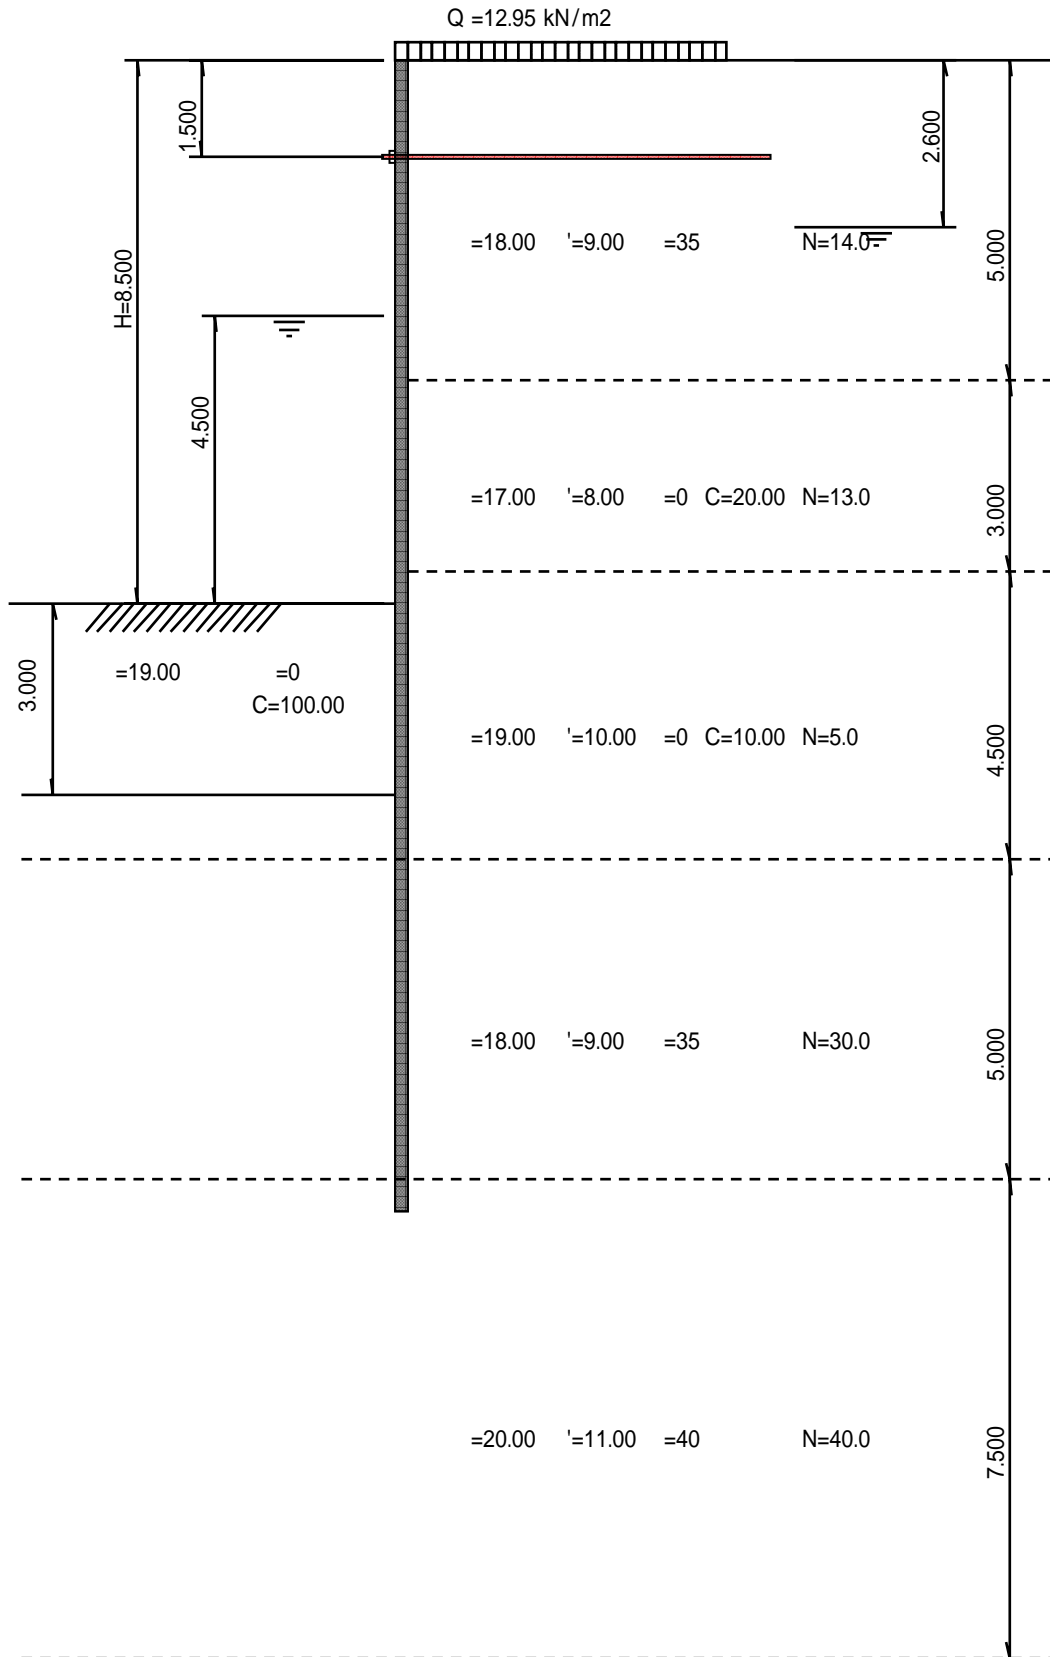 Q =12.95 kN/m2
1.500
2.600
=18.00 '=9.00 =35 N=14.0
5.000
H=8.500
4.500
=17.00 '=8.00 =0 C=20.00 N=13.0
3.000
=19.00 =0
C=100.00
3.000
=19.00 '=10.00 =0 C=10.00 N=5.0
4.500
=18.00 '=9.00 =35 N=30.0
5.000
=20.00 '=11.00 =40 N=40.0
7.500